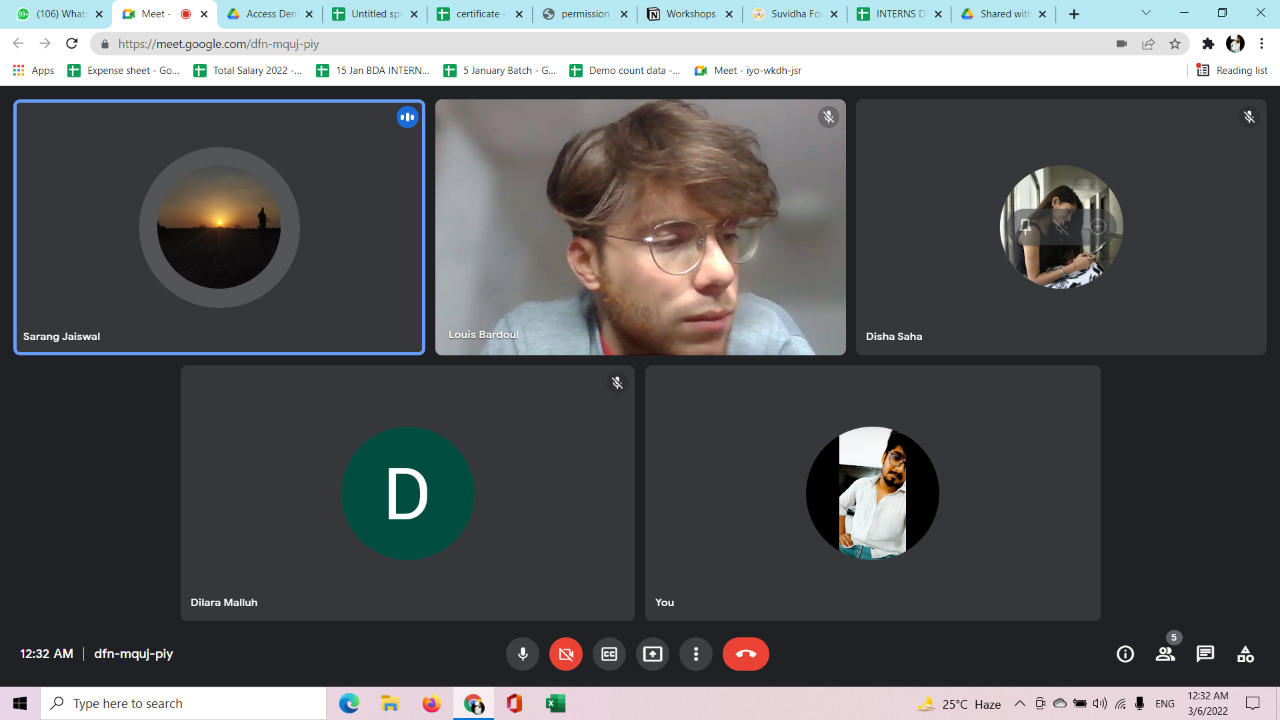 (106) Whats
Meet -
Access Den
Untitled spr
certificate -
permission
Workshops
Suvidha Fo
INTERNS D
Shared with
https://meet.google.com/dfn-mquj-piy
Apps
Expense sheet - Go...
Total Salary 2022 -...
15 Jan BDA INTERN...
5 January Batch - G...
Demo count data -...
Meet - iyo-wkdh-jsr
Reading list
Sarang Jaiswal
Louis Bardoul
Disha Saha
D
Dilara Malluh
You
12:32 AM | dfn-mquj-piy
CC
5
Type here to search
25°C Haze
ENG
12:32 AM
3/6/2022